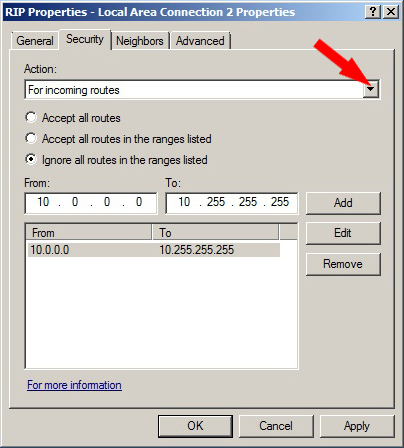 RIP Properties - Local Area Connection 2 Properties
General Security Neighbors Advanced
Action:
For incoming routes
Accept all routes
Accept all routes in the ranges listed
Ignore all routes in the ranges listed
From: To:
10 . 0 . 0 . 0 10 . 255 . 255 . 255 Add
From To Edit
10.0.0.0 10.255.255.255
Remove
For more information
OK Cancel Apply